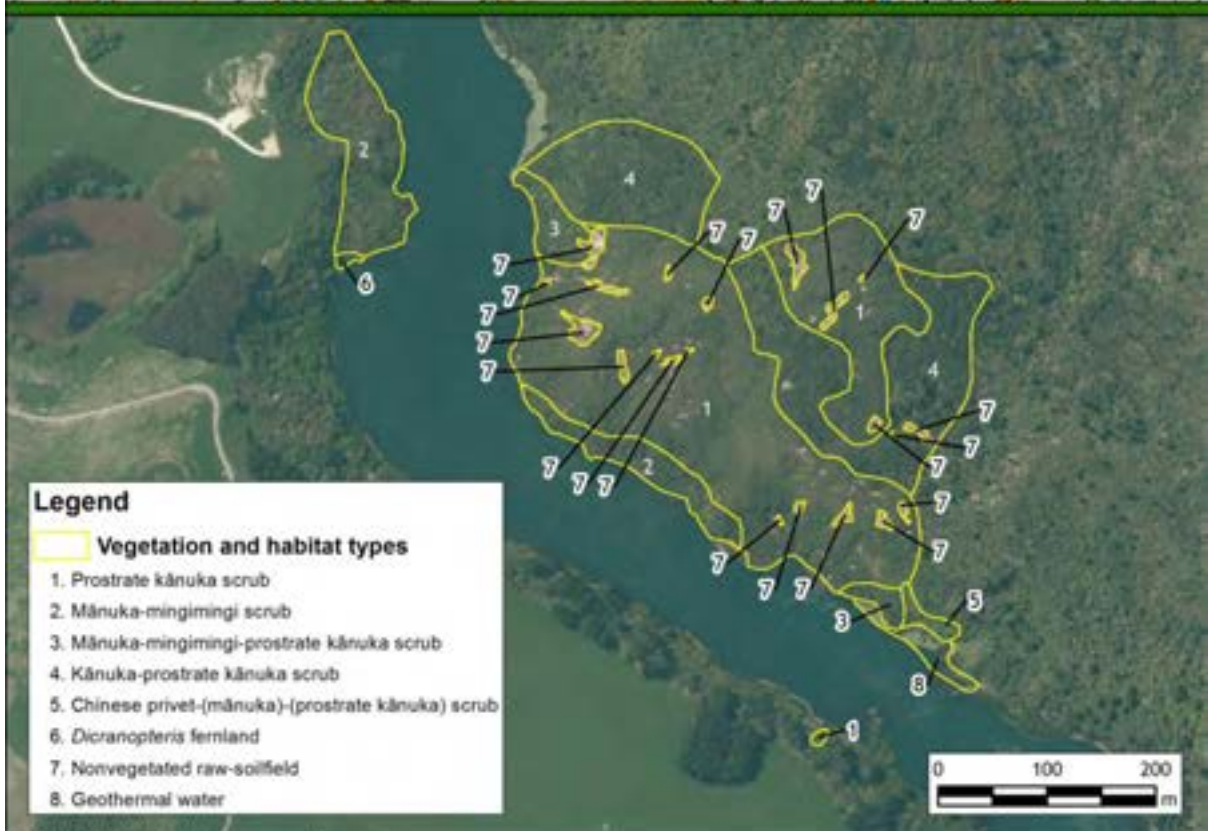 2
4
7
7
7
7
7
3
7
6
7
7
1
7
7
4
1
7
7
2
7
7
7
7
7
7
7
7
7
5
3
8
1
Legend
Vegetation and habitat types
1. Prostrate kānuka scrub
2. Mānuka-mingimingi scrub
3. Mānuka-mingimingi-prostrate kānuka scrub
4. Kānuka-prostrate kānuka scrub
5. Chinese privet-(mānuka)-(prostrate kānuka) scrub
6. Dicranopteris fernland
7. Nonvegetated raw-soilfield
8. Geothermal water
0 100 200
m